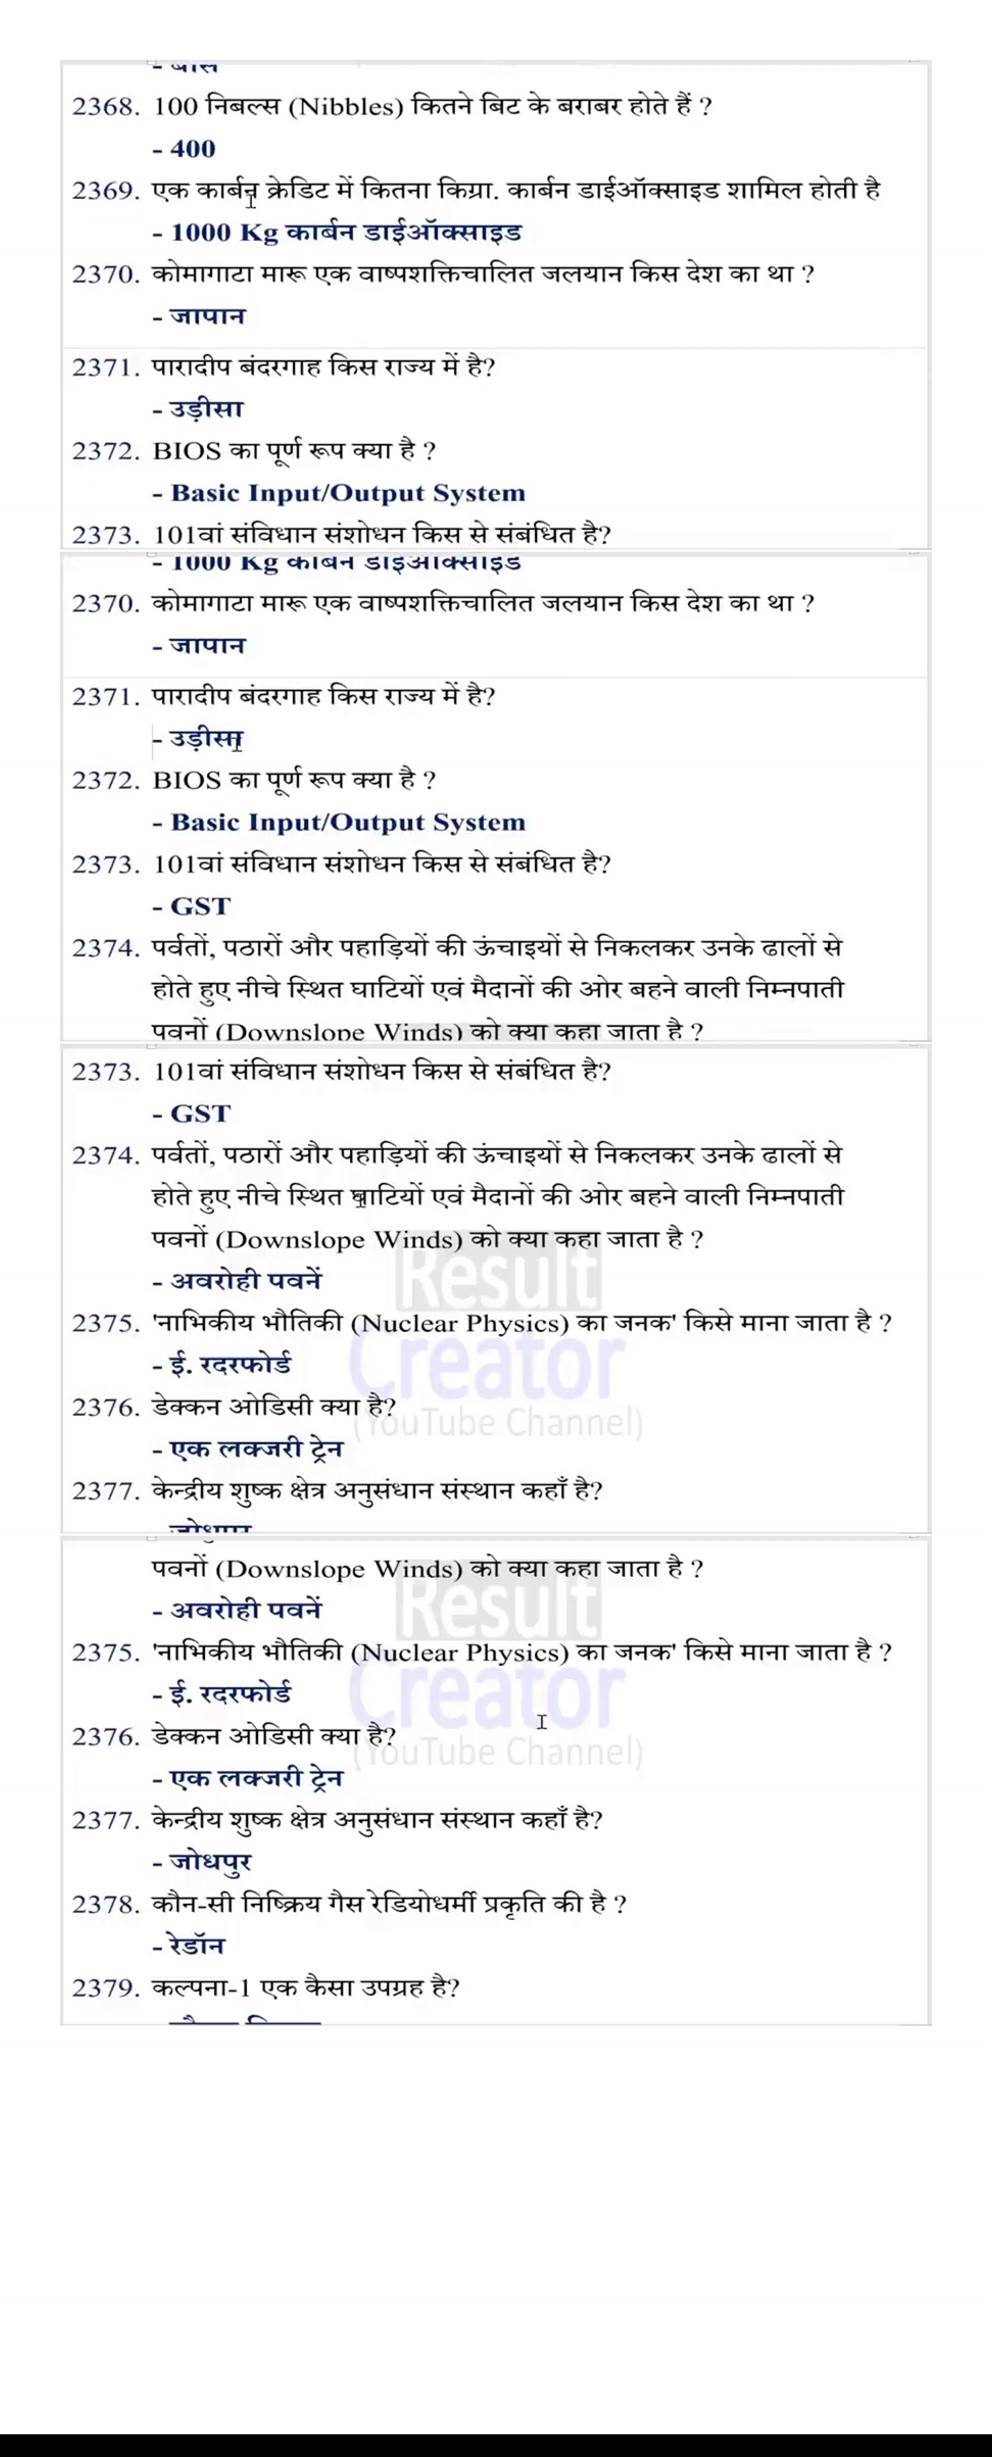 2368. 100 निबल्स (Nibbles) कितने बिट के बराबर होते हैं ?
- 400
2369. एक कार्बन क्रेडिट में कितना किग्रा. कार्बन डाईऑक्साइड शामिल होती है
- 1000 Kg कार्बन डाईऑक्साइड
2370. कोमागाटा मारू एक वाष्पशक्तिचालित जलयान किस देश का था ?
- जापान
2371. पारादीप बंदरगाह किस राज्य में है?
- उड़ीसा
2372. BIOS का पूर्ण रूप क्या है ?
- Basic Input/Output System
2373. 101वां संविधान संशोधन किस से संबंधित है?
- 1000 Kg कार्बन डाईऑक्साइड
2370. कोमागाटा मारू एक वाष्पशक्तिचालित जलयान किस देश का था ?
- जापान
2371. पारादीप बंदरगाह किस राज्य में है?
- उड़ीसा
2372. BIOS का पूर्ण रूप क्या है ?
- Basic Input/Output System
2373. 101वां संविधान संशोधन किस से संबंधित है?
- GST
2374. पर्वतों, पठारों और पहाड़ियों की ऊंचाइयों से निकलकर उनके ढालों से
होते हुए नीचे स्थित घाटियों एवं मैदानों की ओर बहने वाली निम्नपाती
पवनों (Downslope Winds) को क्या कहा जाता है ?
2373. 101वां संविधान संशोधन किस से संबंधित है?
- GST
2374. पर्वतों, पठारों और पहाड़ियों की ऊंचाइयों से निकलकर उनके ढालों से
होते हुए नीचे स्थित घाटियों एवं मैदानों की ओर बहने वाली निम्नपाती
पवनों (Downslope Winds) को क्या कहा जाता है ?
Result
- अवरोही पवनें
2375. 'नाभिकीय भौतिकी (Nuclear Physics) का जनक' किसे माना जाता है ?
Creator
- ई. रदरफोर्ड
2376. डेक्कन ओडिसी क्या है?
(YouTube Channel)
- एक लक्जरी ट्रेन
2377. केन्द्रीय शुष्क क्षेत्र अनुसंधान संस्थान कहाँ है?
पवनों (Downslope Winds) को क्या कहा जाता है ?
Result
- अवरोही पवनें
2375. 'नाभिकीय भौतिकी (Nuclear Physics) का जनक' किसे माना जाता है ?
Creator
- ई. रदरफोर्ड
2376. डेक्कन ओडिसी क्या है?
(YouTube Channel)
- एक लक्जरी ट्रेन
2377. केन्द्रीय शुष्क क्षेत्र अनुसंधान संस्थान कहाँ है?
- जोधपुर
2378. कौन-सी निष्क्रिय गैस रेडियोधर्मी प्रकृति की है ?
- रेडॉन
2379. कल्पना-1 एक कैसा उपग्रह है?